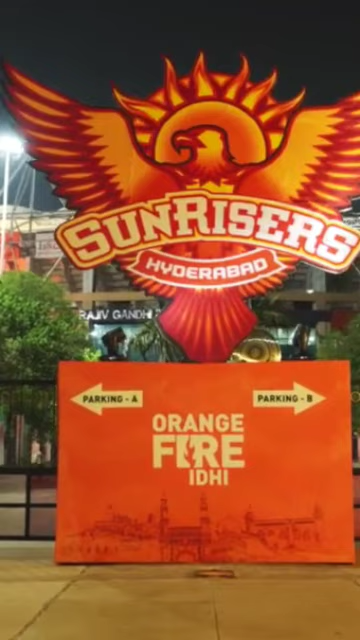 SUNRISERS
HYDERABAD
RAJIV GANDHI
PARKING - A
PARKING - B
ORANGE
FIRE
IDHI